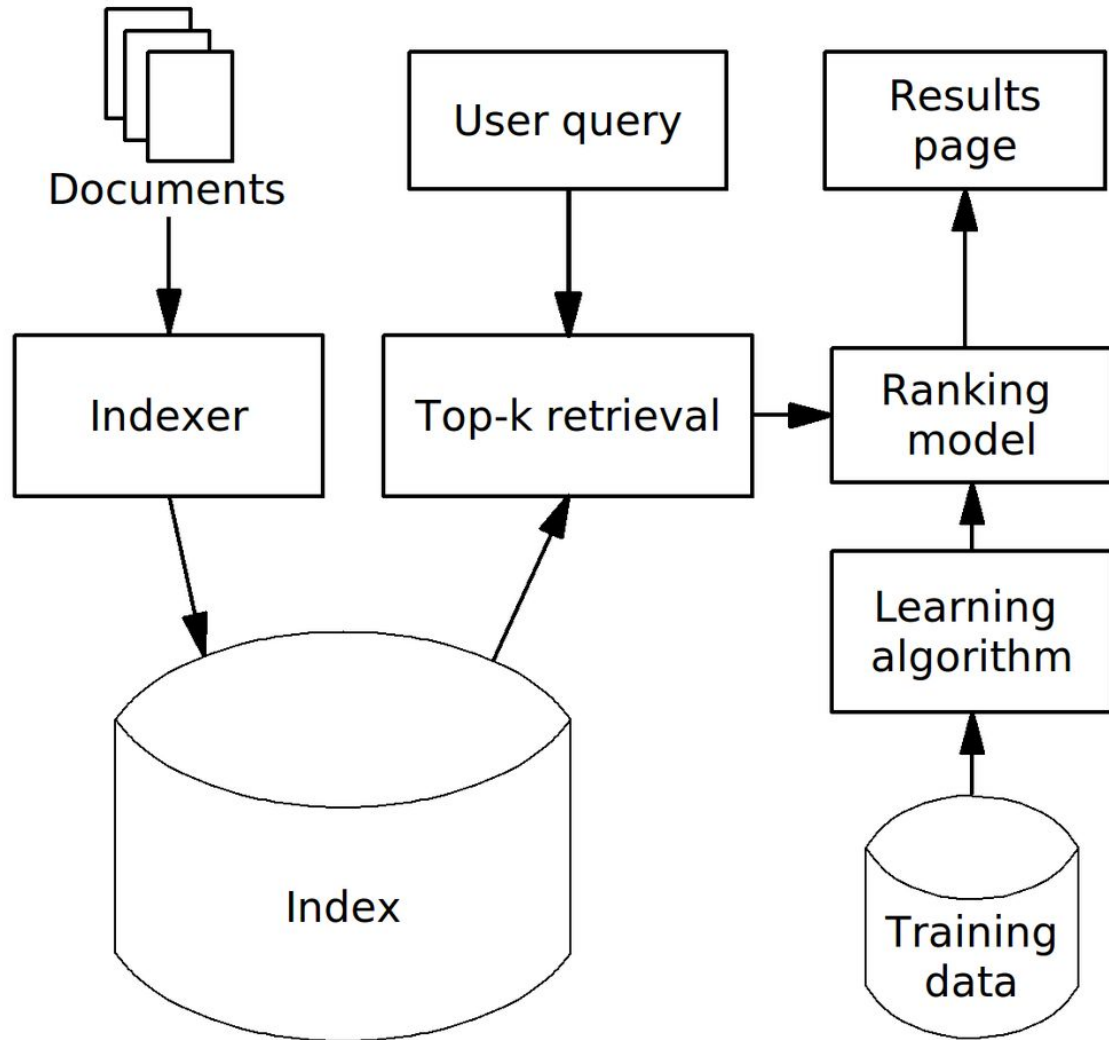 Documents
User query
Results
page
Indexer
Top-k retrieval
Ranking
model
Learning
algorithm
Index
Training
data